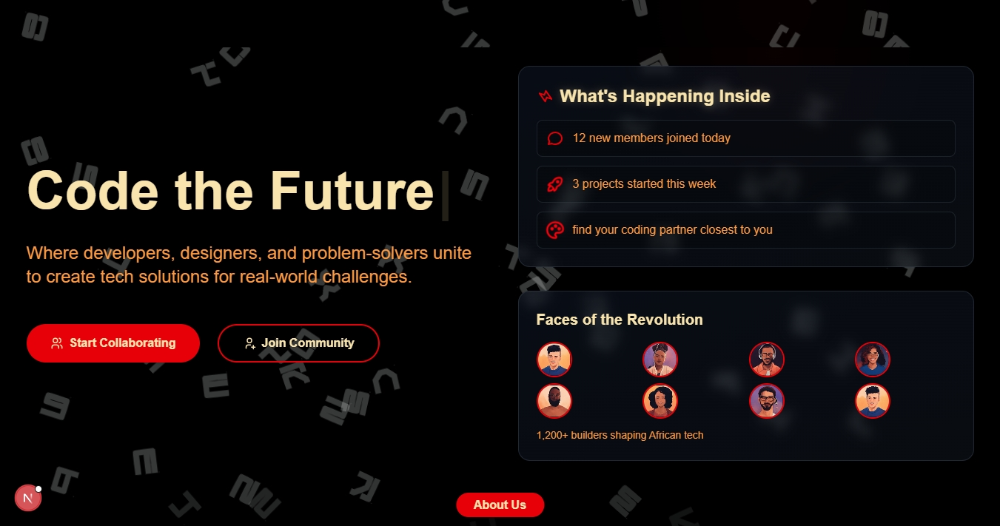 Code the Future
Where developers, designers, and problem-solvers unite
to create tech solutions for real-world challenges.
Start Collaborating
Join Community
What's Happening Inside
12 new members joined today
3 projects started this week
find your coding partner closest to you
Faces of the Revolution
1,200+ builders shaping African tech
N
About Us